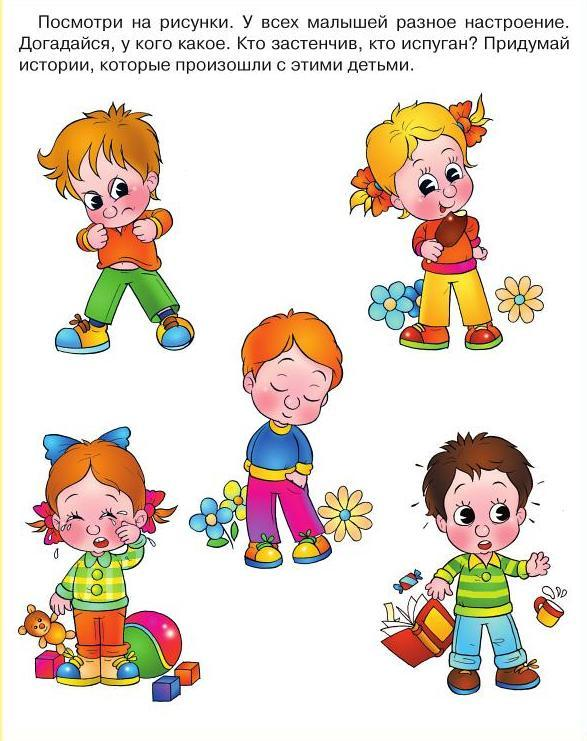 Посмотри на рисунки. У всех малышей разное настроение.
Догадайся, у кого какое. Кто застенчив, кто испуган? Придумай
истории, которые произошли с этими детьми.